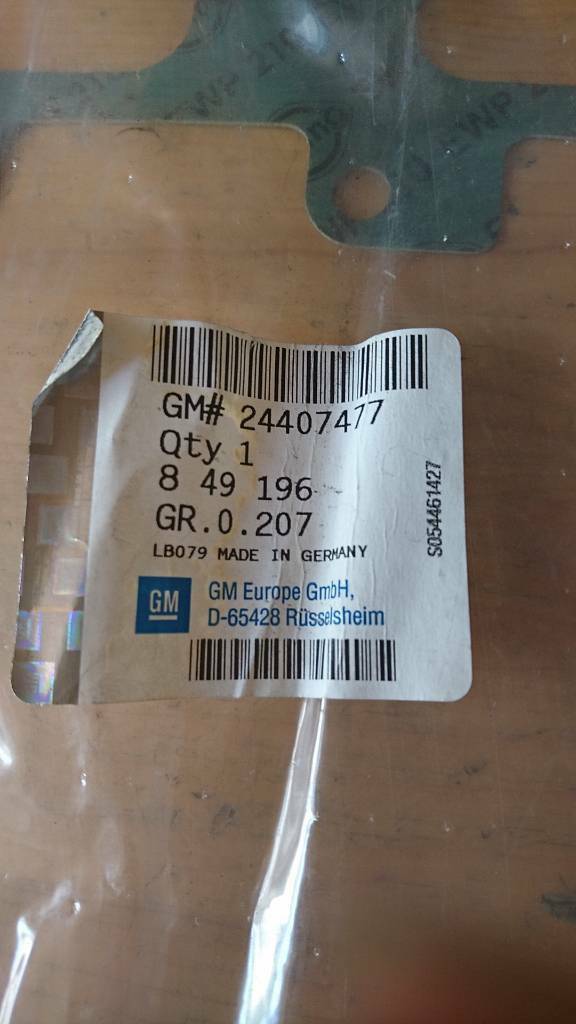 GM# 24407477
Qty 1
8 49 196
GR.0.207
LB079 MADE IN GERMANY
GM
GM Europe GmbH,
D-65428 Rüsselsheim
S054461427